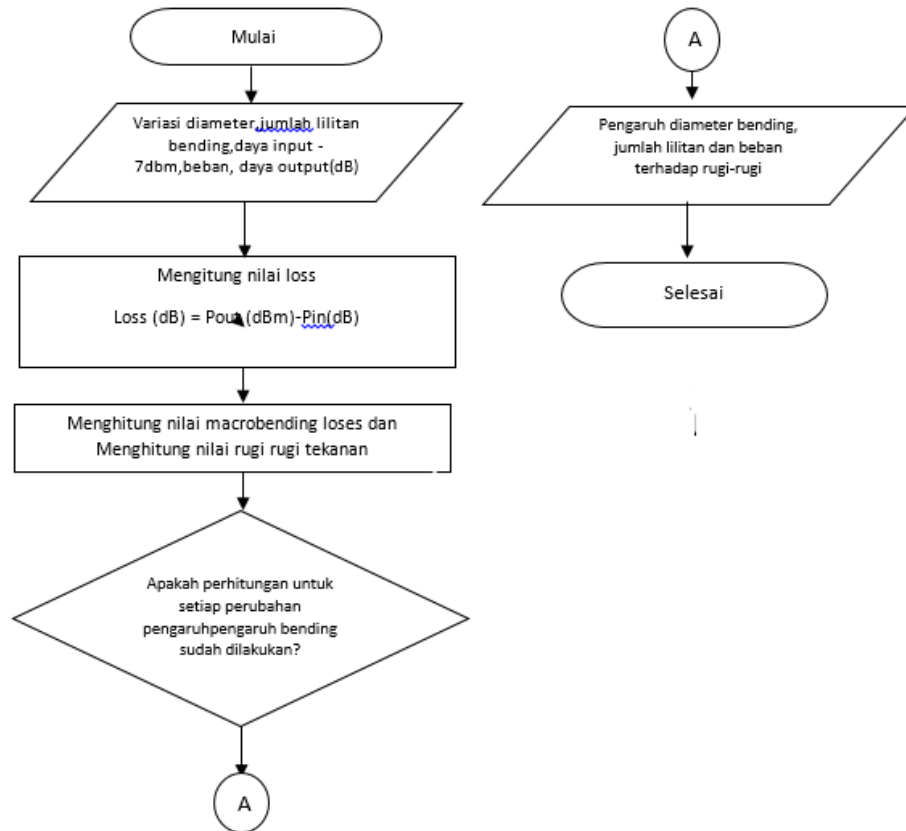 Mulai
Variasi diameter,jumlah lilitan
bending,daya input -
7dbm,beban, daya output(dB)
Mengitung nilai loss
Loss (dB) = Pout (dBm)-Pin(dB)
Menghitung nilai macrobending loses dan
Menghitung nilai rugi rugi tekanan
Apakah perhitungan untuk
setiap perubahan
pengaruhpengaruh bending
sudah dilakukan?
A
A
Pengaruh diameter bending,
jumlah lilitan dan beban
terhadap rugi-rugi
Selesai